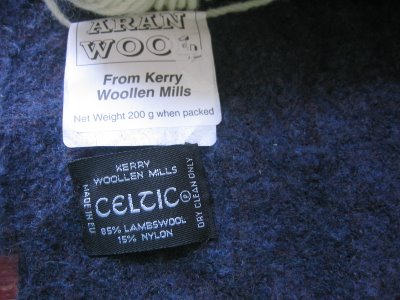 ARAN
WOOL
From Kerry
Woollen Mills
Net Weight 200 g when packed
KERRY
WOOLLEN MILLS
MADE IN EU
CELTIC ®
DRY CLEAN ONLY
85% LAMBSWOOL
15% NYLON